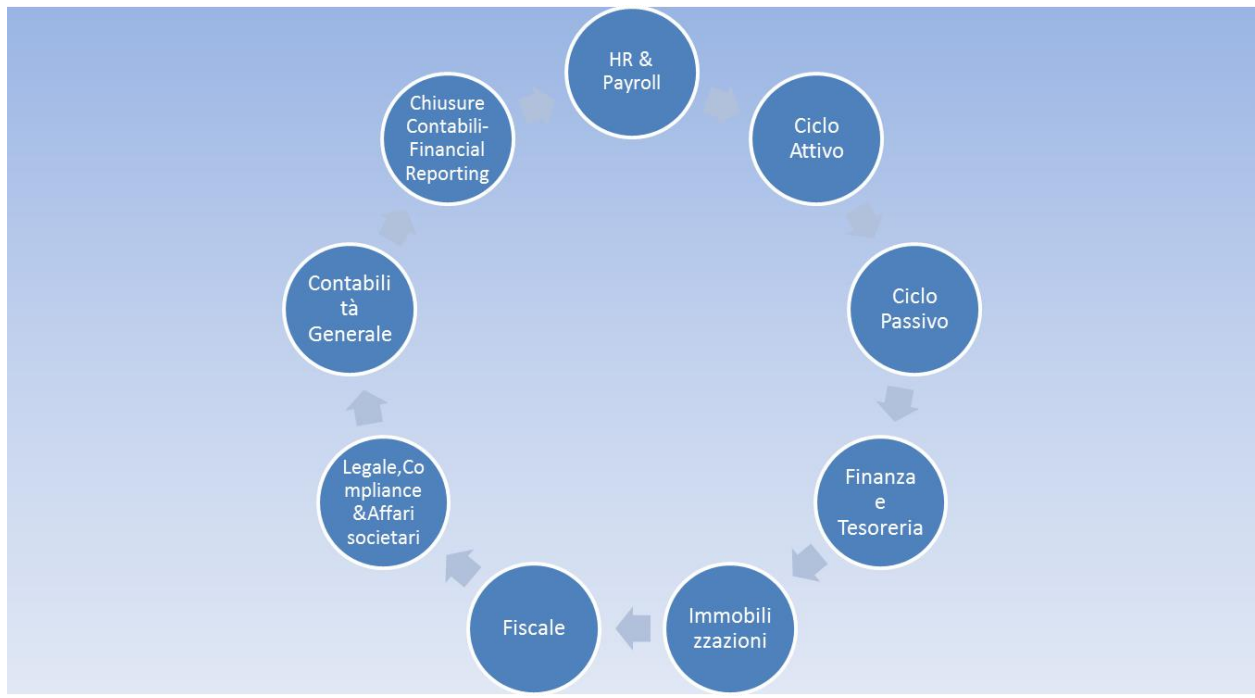 HR &
Payroll
Ciclo
Attivo
Ciclo
Passivo
Finanza
e
Tesoreria
Immobili
zzazioni
Fiscale
Legale,Co
mpliance
&Affari
societari
Contabili
tà
Generale
Chiusure
Contabili-
Financial
Reporting